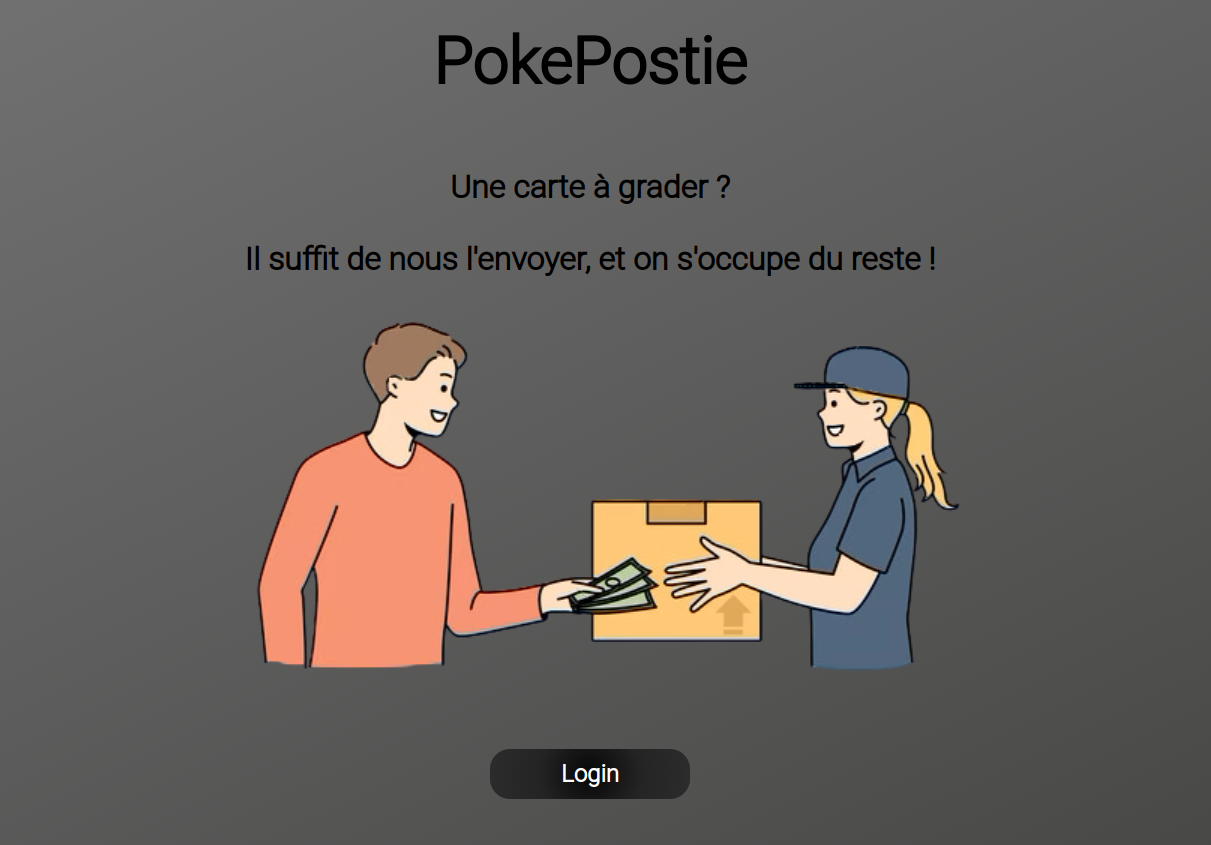 PokePostie
Une carte à grader ?
Il suffit de nous l'envoyer, et on s'occupe du reste !
Login